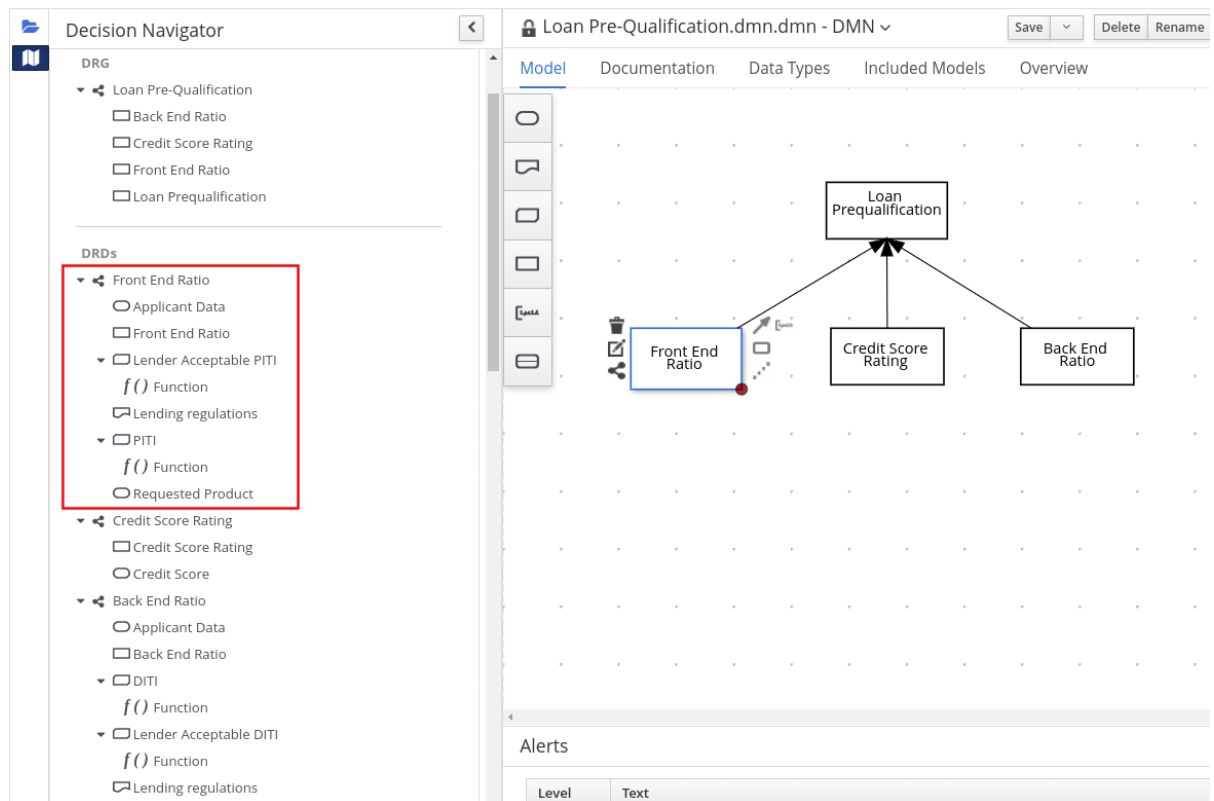 Decision Navigator
DRG
Loan Pre-Qualification
Back End Ratio
Credit Score Rating
Front End Ratio
Loan Prequalification
DRDs
Front End Ratio
Applicant Data
Front End Ratio
Lender Acceptable PITI
f ( ) Function
Lending regulations
PITI
f ( ) Function
Requested Product
Credit Score Rating
Credit Score Rating
Credit Score
Back End Ratio
Applicant Data
Back End Ratio
DITI
f ( ) Function
Lender Acceptable DITI
f ( ) Function
Lending regulations
Loan Pre-Qualification.dmn.dmn - DMN
Save
Delete
Rename
Model Documentation Data Types Included Models Overview
Loan
Prequalification
Front End
Ratio
Credit Score
Rating
Back End
Ratio
Alerts
Level Text